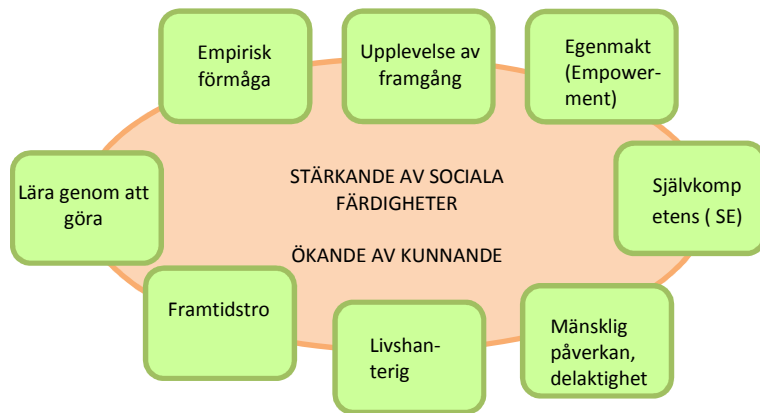 Empirisk
förmåga
Upplevelse av
framgång
Egenmakt
(Empower-
ment)
Lära genom att
göra
STÄRKANDE AV SOCIALA
FÄRDIGHETER
ÖKANDE AV KUNNANDE
Självkomp
etens ( SE)
Framtidstro
Livshan-
terig
Mänsklig
påverkan,
delaktighet